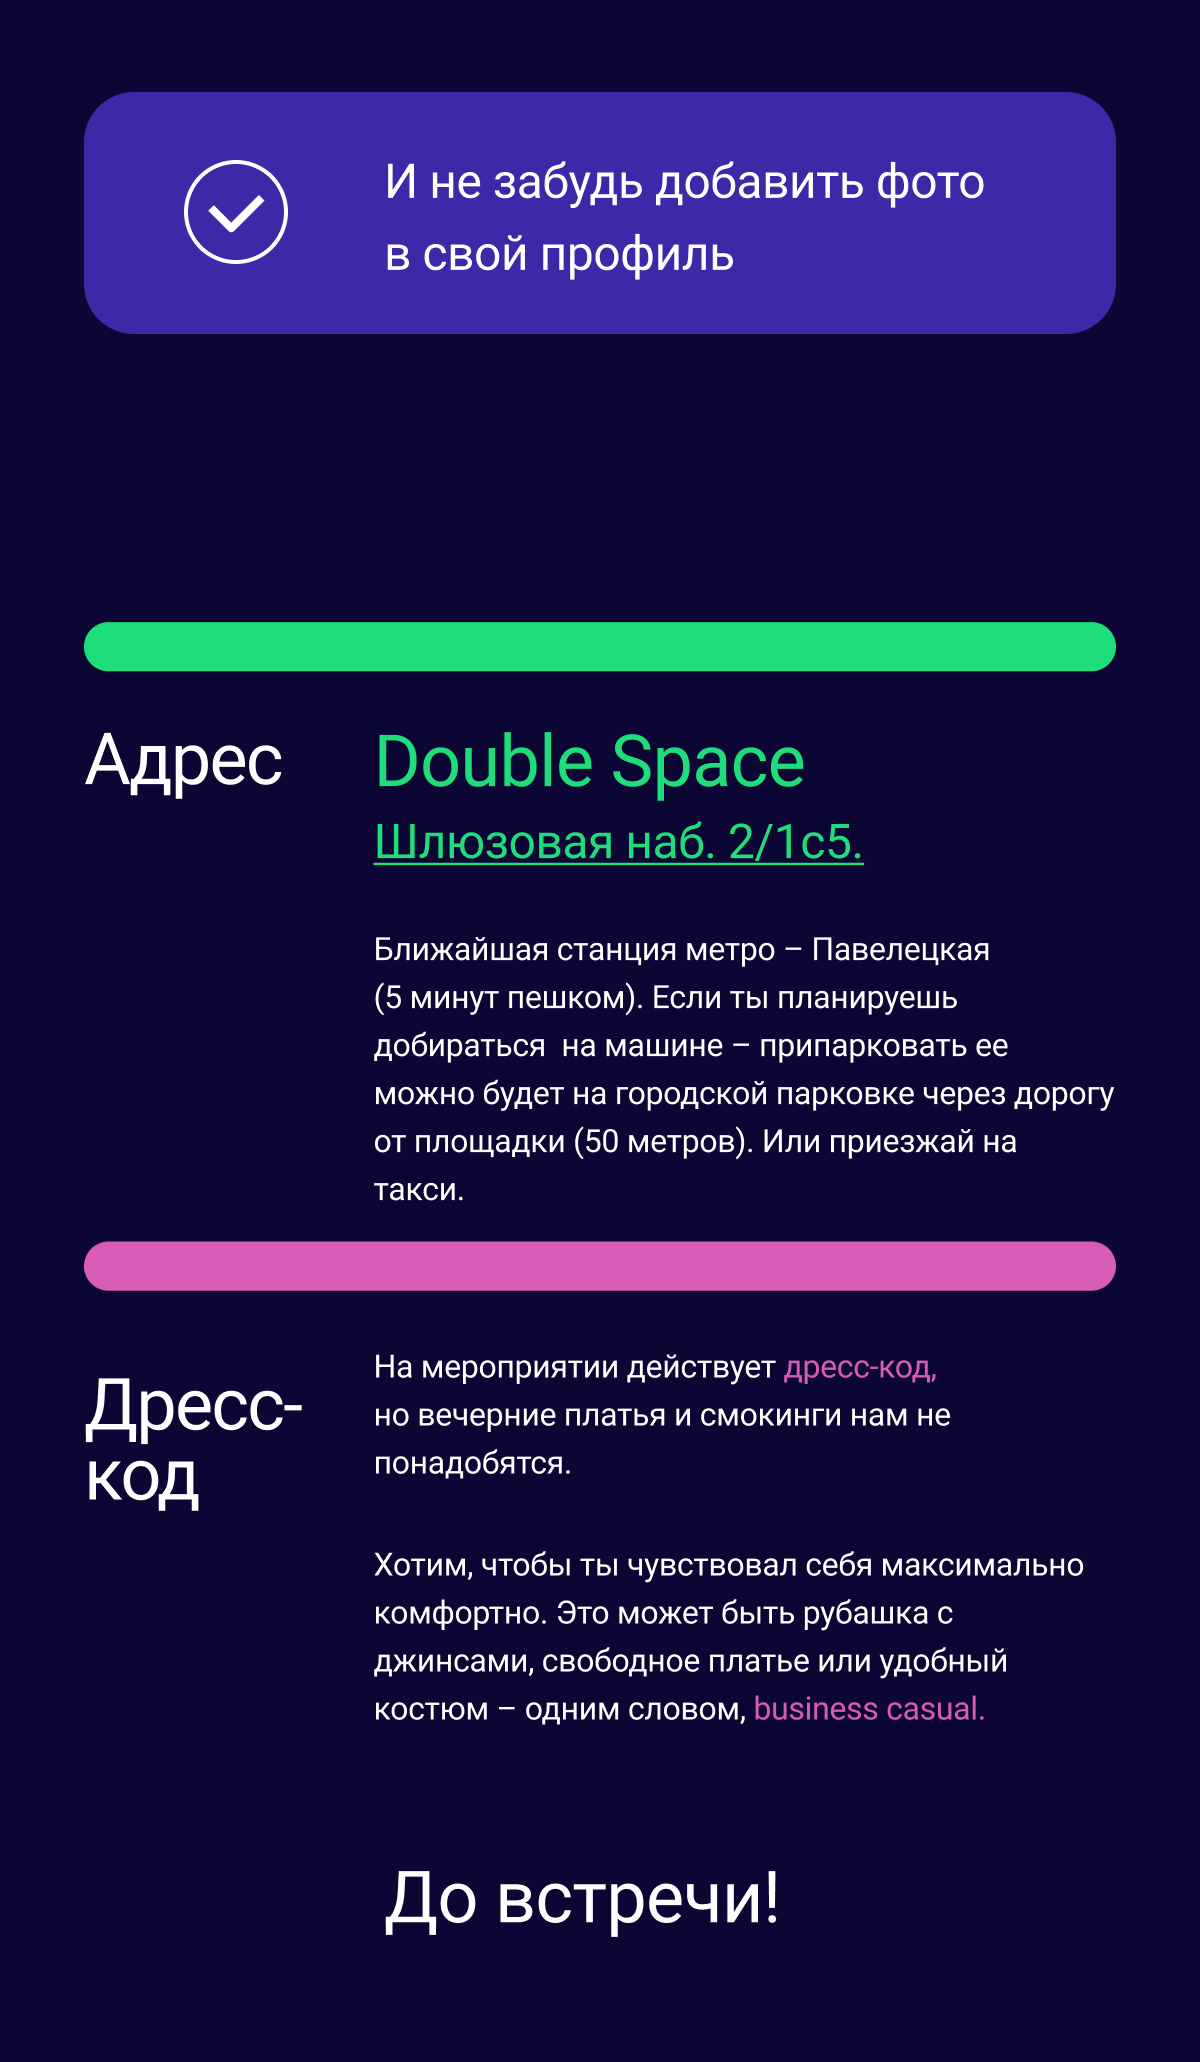 И не забудь добавить фото
в свой профиль
Адрес
Double Space
Шлюзовая наб. 2/1с5.
Ближайшая станция метро – Павелецкая
(5 минут пешком). Если ты планируешь
добираться  на машине – припарковать ее
можно будет на городской парковке через дорогу
от площадки (50 метров). Или приезжай на
такси.
Дресс-
код
На мероприятии действует дресс-код,
но вечерние платья и смокинги нам не
понадобятся.
Хотим, чтобы ты чувствовал себя максимально
комфортно. Это может быть рубашка с
джинсами, свободное платье или удобный
костюм – одним словом, business casual.
До встречи!